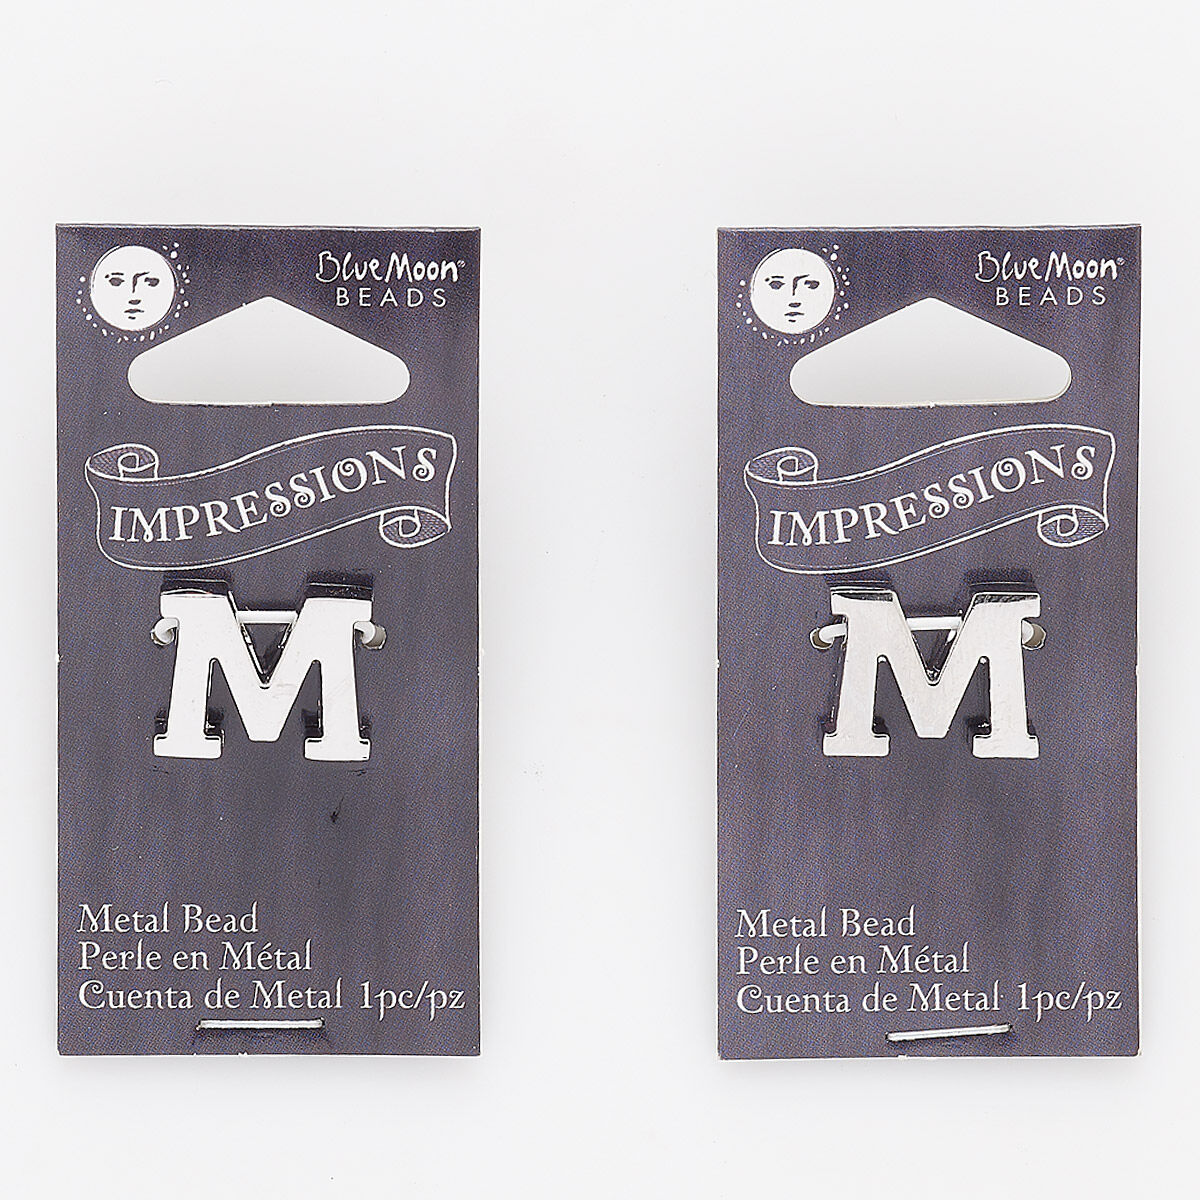 Blue Moon®
BEADS
IMPRESSIONS
M
Metal Bead
Perle en Métal
Cuenta de Metal 1pc/pz
Blue Moon®
BEADS
IMPRESSIONS
M
Metal Bead
Perle en Métal
Cuenta de Metal 1pc/pz